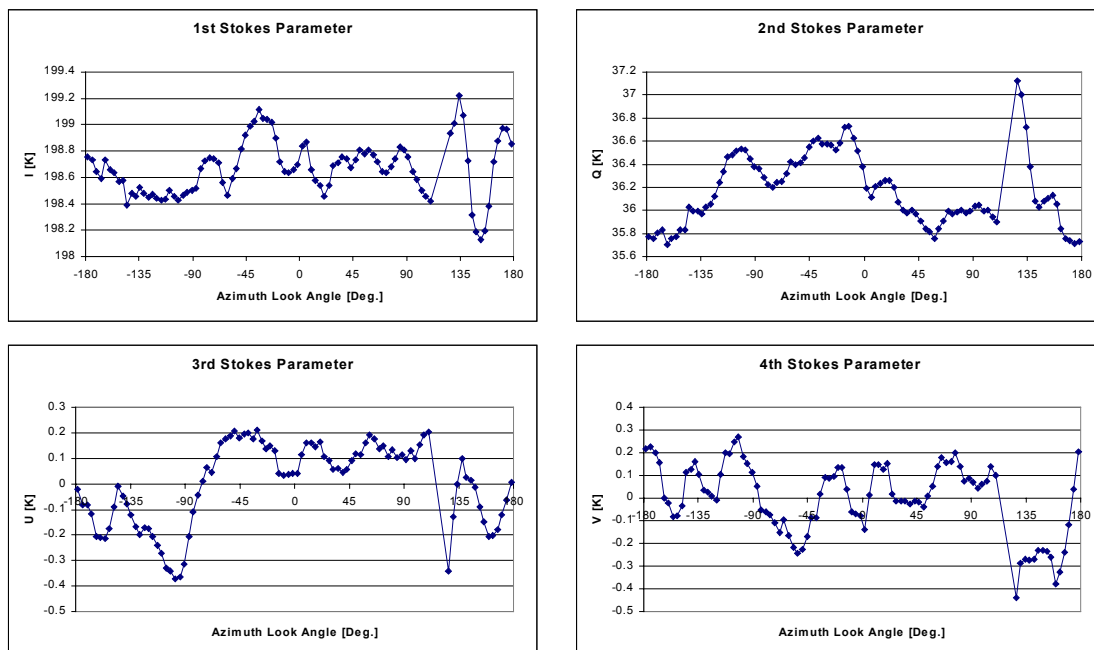 1st Stokes Parameter
I [K]
199.4
199.2
199
198.8
198.6
198.4
198.2
198
-180 -135 -90 -45 0 45 90 135 180
Azimuth Look Angle [Deg.]
2nd Stokes Parameter
Q [K]
37.2
37
36.8
36.6
36.4
36.2
36
35.8
35.6
-180 -135 -90 -45 0 45 90 135 180
Azimuth Look Angle [Deg.]
3rd Stokes Parameter
U [K]
0.3
0.2
0.1
0
-0.1
-0.2
-0.3
-0.4
-0.5
-180 -135 -90 -45 0 45 90 135 180
Azimuth Look Angle [Deg.]
4th Stokes Parameter
V [K]
0.4
0.3
0.2
0.1
0
-0.1
-0.2
-0.3
-0.4
-0.5
-180 -135 -90 -45 0 45 90 135 180
Azimuth Look Angle [Deg.]